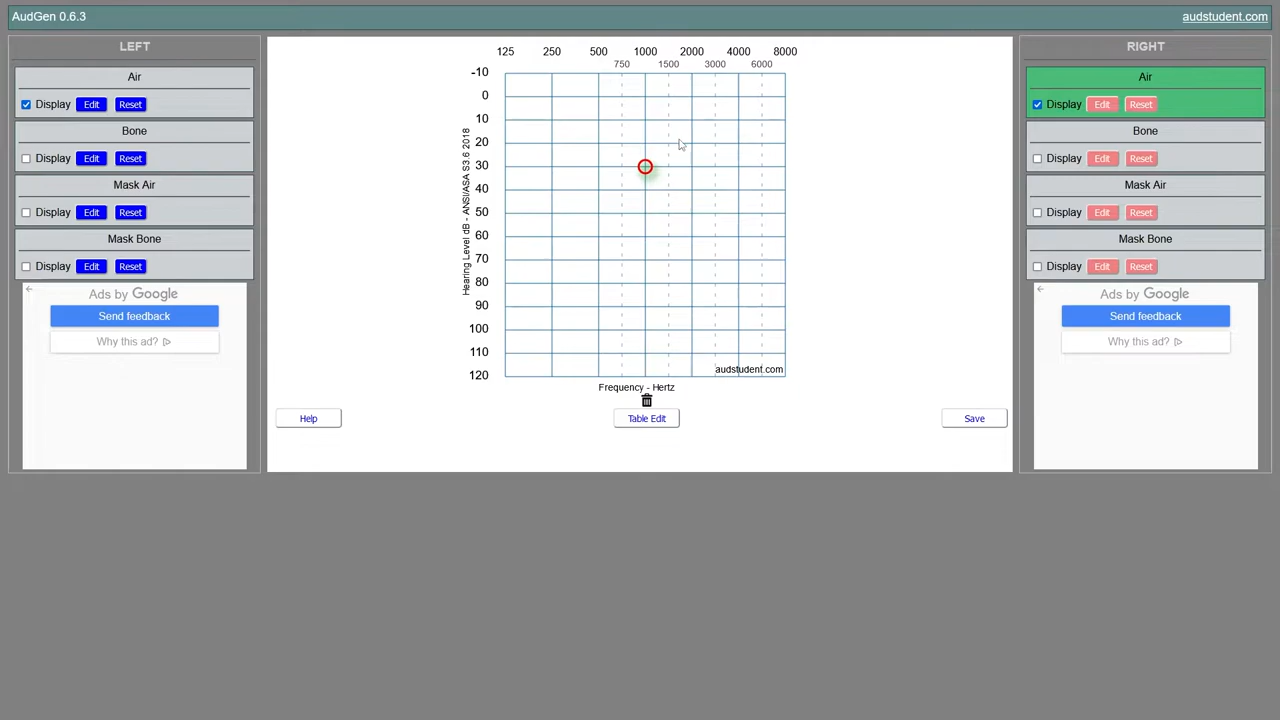 AudGen 0.6.3
audstudent.com
LEFT
Air
Display Edit Reset
Bone
Display Edit Reset
Mask Air
Display Edit Reset
Mask Bone
Display Edit Reset
Ads by Google
Send feedback
Why this ad?
125 250 500 1000 2000 4000 8000
750 1500 3000 6000
-10
0
10
20
30
40
50
60
70
80
90
100
110
120
Hearing Level dB - ANSI/ASA S3.6 2018
audstudent.com
Frequency - Hertz
Help
Table Edit
Save
RIGHT
Air
Display Edit Reset
Bone
Display Edit Reset
Mask Air
Display Edit Reset
Mask Bone
Display Edit Reset
Ads by Google
Send feedback
Why this ad?